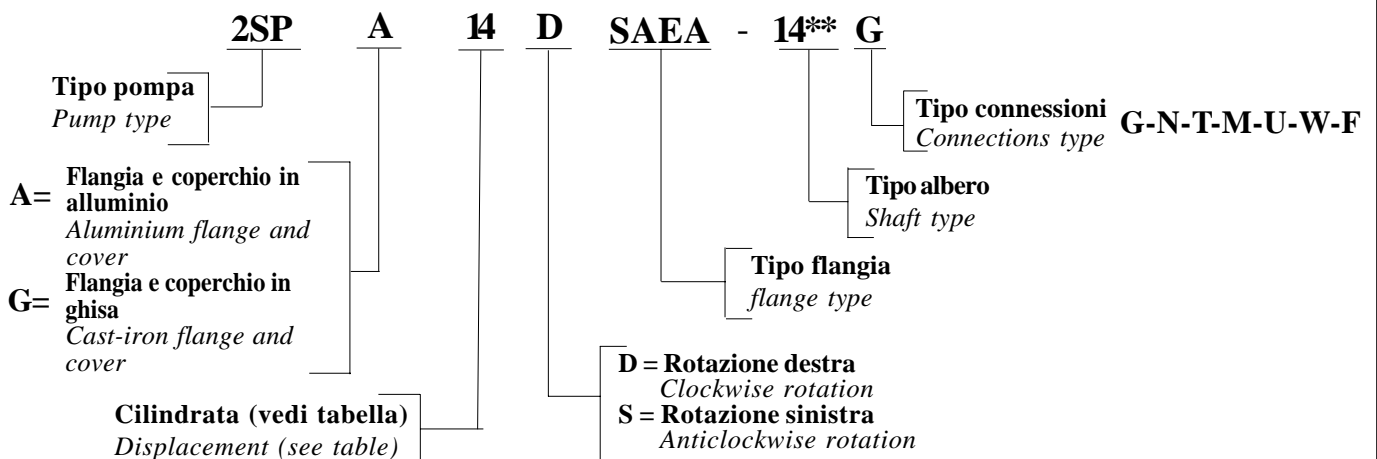 2SP A 14 D SAEA - 14** G
Tipo pompa
Pump type
Tipo connessioni
Connections type
G-N-T-M-U-W-F
A=
Flangia e coperchio in
alluminio
Aluminium flange and
cover
Tipo albero
Shaft type
G=
Flangia e coperchio in
ghisa
Cast-iron flange and
cover
Tipo flangia
flange type
D = Rotazione destra
Clockwise rotation
S = Rotazione sinistra
Anticlockwise rotation
Cilindrata (vedi tabella)
Displacement (see table)